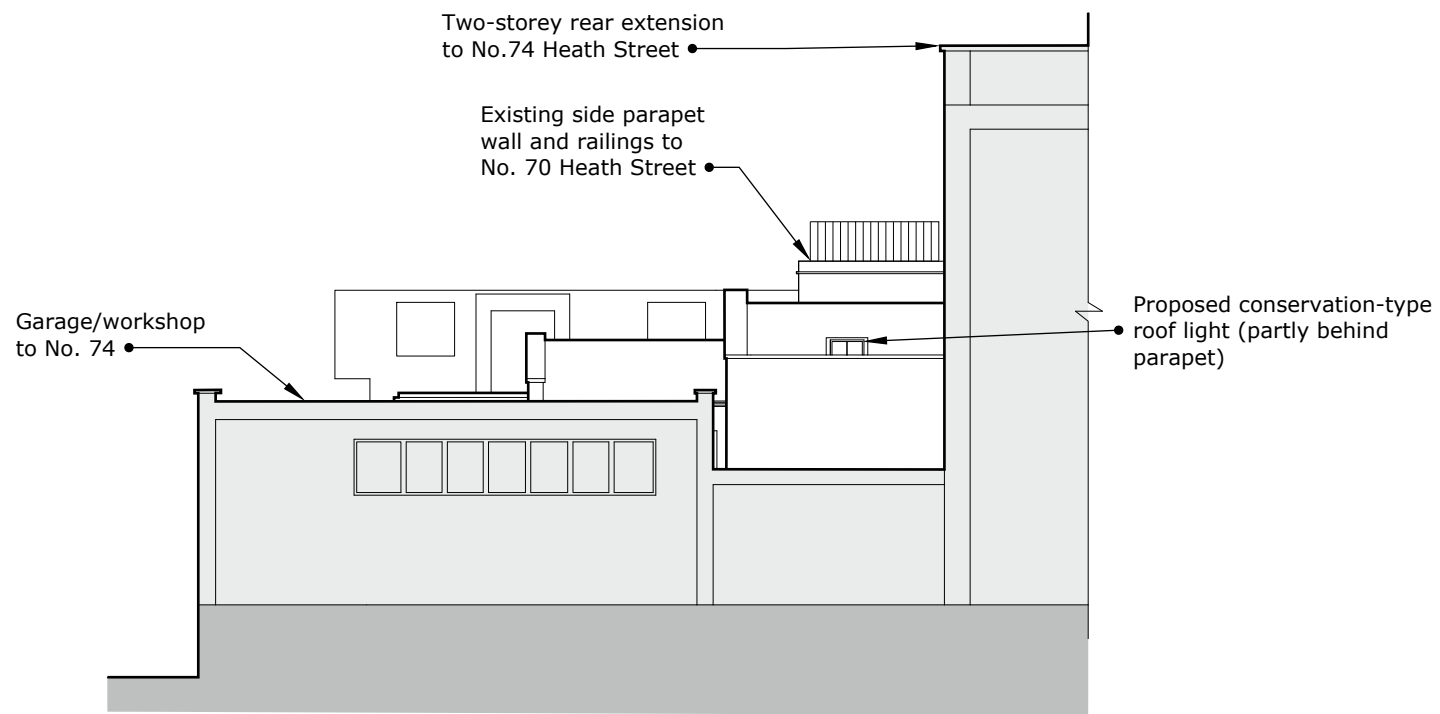 Two-storey rear extension
to No.74 Heath Street
Existing side parapet
wall and railings to
No. 70 Heath Street
Garage/workshop
to No. 74
Proposed conservation-type
roof light (partly behind
parapet)